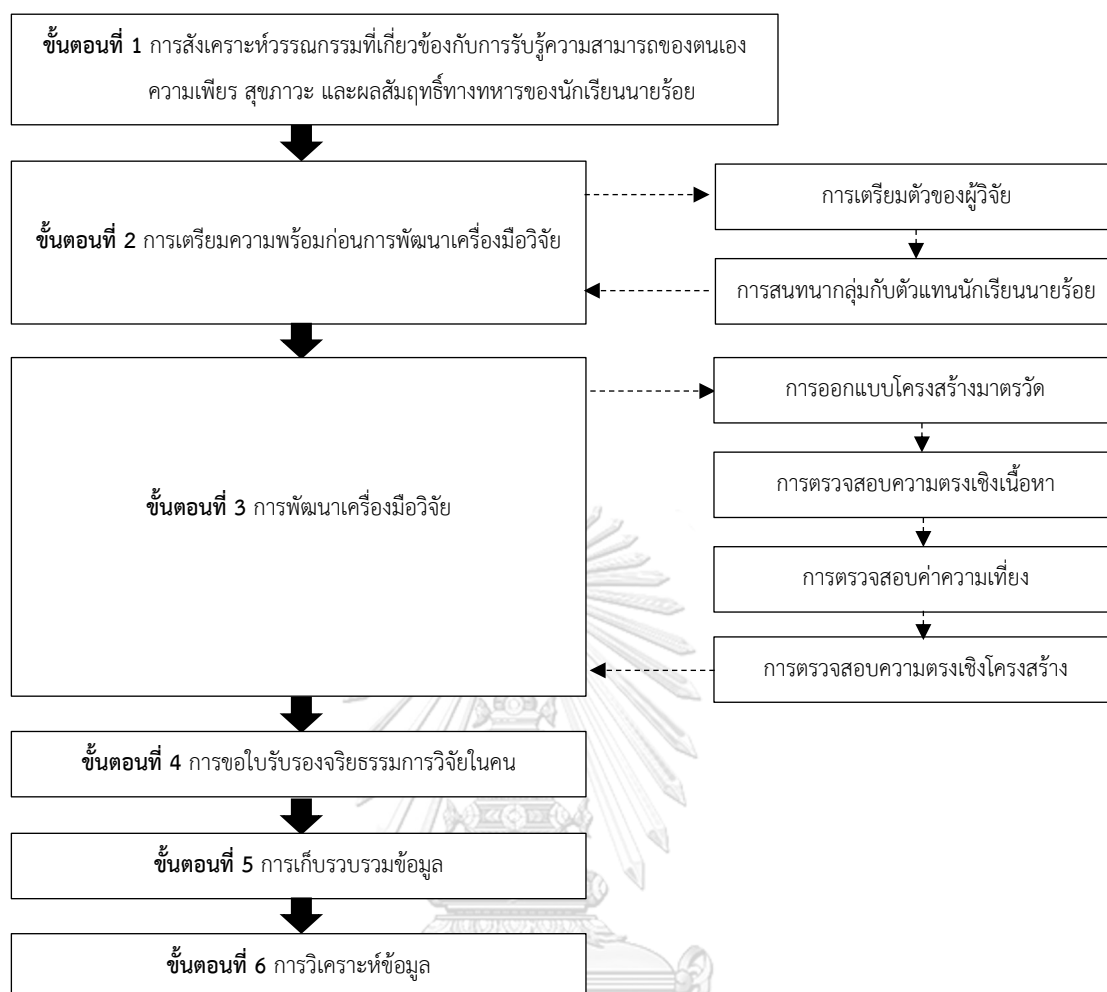 ขั้นตอนที่ 1 การสังเคราะห์วรรณกรรมที่เกี่ยวข้องกับการรับรู้ความสามารถของตนเอง
ความเพียร สุขภาวะ และผลสัมฤทธิ์ทางทหารของนักเรียนนายร้อย
ขั้นตอนที่ 2 การเตรียมความพร้อมก่อนการพัฒนาเครื่องมือวิจัย
การเตรียมตัวของผู้วิจัย
การสนทนากลุ่มกับตัวแทนนักเรียนนายร้อย
ขั้นตอนที่ 3 การพัฒนาเครื่องมือวิจัย
การออกแบบโครงสร้างมาตรวัด
การตรวจสอบความตรงเชิงเนื้อหา
การตรวจสอบค่าความเที่ยง
การตรวจสอบความตรงเชิงโครงสร้าง
ขั้นตอนที่ 4 การขอใบรับรองจริยธรรมการวิจัยในคน
ขั้นตอนที่ 5 การเก็บรวบรวมข้อมูล
ขั้นตอนที่ 6 การวิเคราะห์ข้อมูล